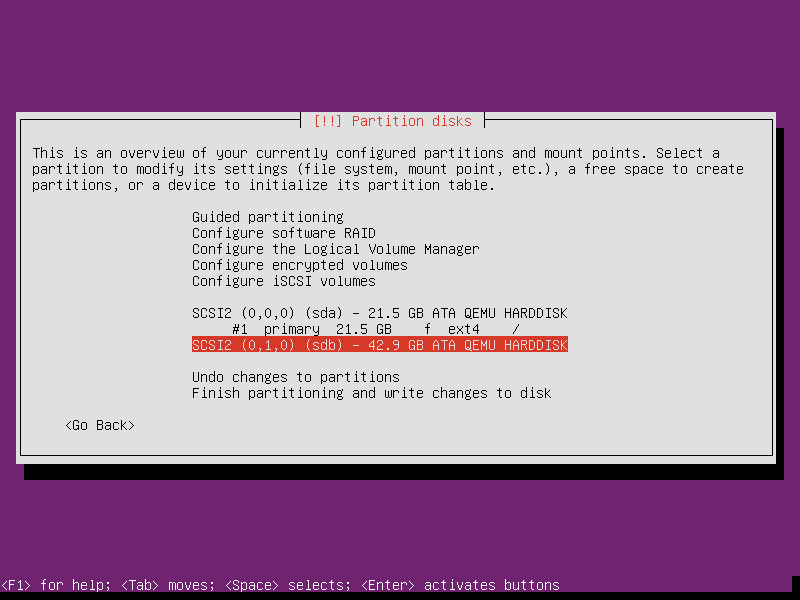 [!!] Partition disks
This is an overview of your currently configured partitions and mount points. Select a
partition to modify its settings (file system, mount point, etc.), a free space to create
partitions, or a device to initialize its partition table.
Guided partitioning
Configure software RAID
Configure the Logical Volume Manager
Configure encrypted volumes
Configure iSCSI volumes
SCSI2 (0,0,0) (sda) - 21.5 GB ATA QEMU HARDDISK
#1 primary 21.5 GB f ext4 /
SCSI2 (0,1,0) (sdb) - 42.9 GB ATA QEMU HARDDISK
Undo changes to partitions
Finish partitioning and write changes to disk
<Go Back>
<F1> for help; <Tab> moves; <Space> selects; <Enter> activates buttons